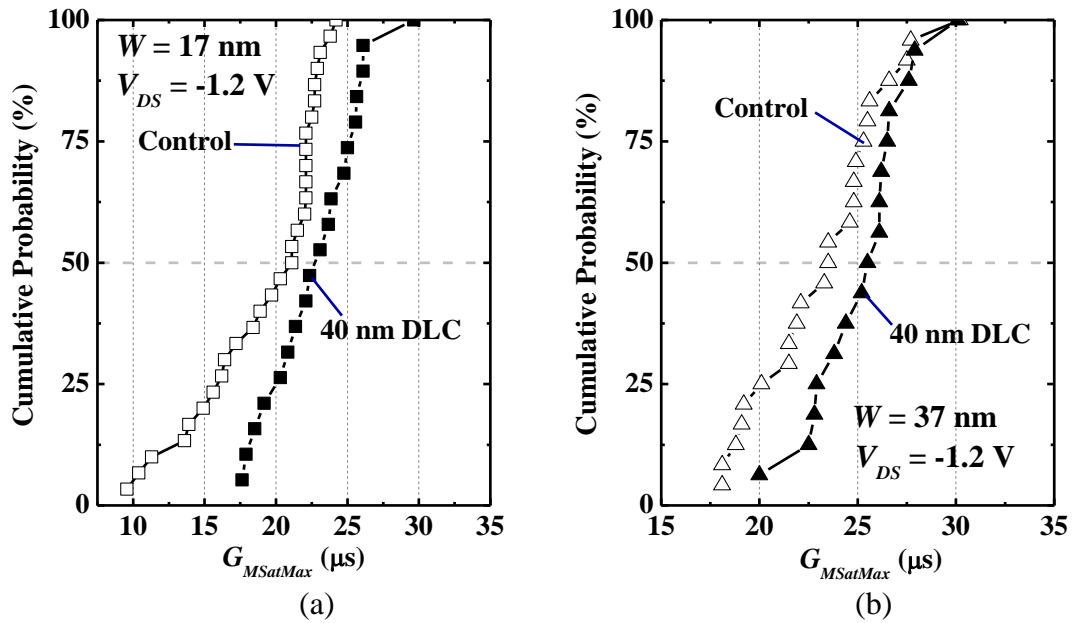 100
75
50
25
0
Cumulative Probability (%)
W = 17 nm
V_DS = -1.2 V
Control
40 nm DLC
10 15 20 25 30 35
G_MSatMax (μs)
(a)
100
75
50
25
0
Cumulative Probability (%)
Control
40 nm DLC
W = 37 nm
V_DS = -1.2 V
15 20 25 30 35
G_MSatMax (μs)
(b)